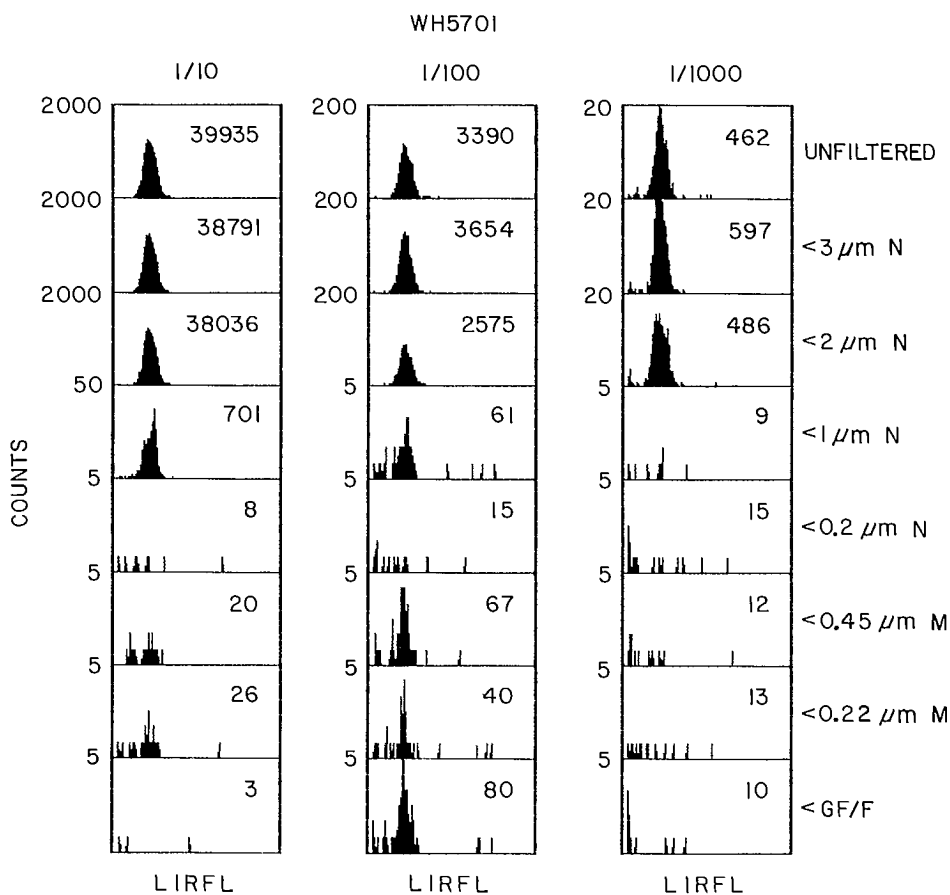 WH5701
1/10 1/100 1/1000
2000 39935 200 3390 20 462 UNFILTERED
2000 38791 200 3654 20 597 <3 μm N
2000 38036 200 2575 20 486 <2 μm N
50 701 5 61 5 9 <1 μm N
5 8 5 15 5 15 <0.2 μm N
5 20 5 67 5 12 <0.45 μm M
5 26 5 40 5 13 <0.22 μm M
5 3 5 80 5 10 <GF/F
COUNTS
LIRFL LIRFL LIRFL